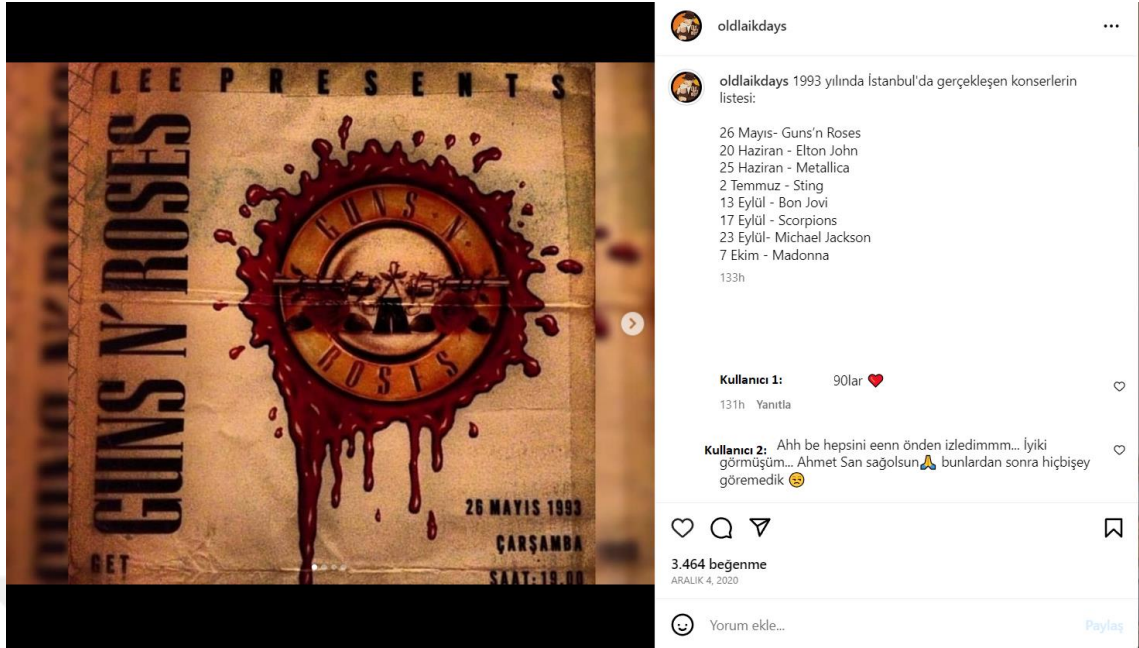 LEE PRESENTS
GUNS N' ROSES
GUNS N'
ROSES
26 MAYIS 1993
ÇARŞAMBA
SAAT: 19.00
GET
oldlaikdays
oldlaikdays 1993 yılında İstanbul'da gerçekleşen konserlerin
listesi:
26 Mayıs- Guns'n Roses
20 Haziran - Elton John
25 Haziran - Metallica
2 Temmuz - Sting
13 Eylül - Bon Jovi
17 Eylül - Scorpions
23 Eylül- Michael Jackson
7 Ekim - Madonna
133h
Kullanıcı 1: 90lar ❤️
131h Yanıtla
Kullanıcı 2: Ahh be hepsini eenn önden izledimmm... İyiki
görmüşüm... Ahmet San sağolsun🙏 bunlardan sonra hiçbişey
göremedik 😔
3.464 beğenme
ARALIK 4, 2020
Yorum ekle...
Paylaş